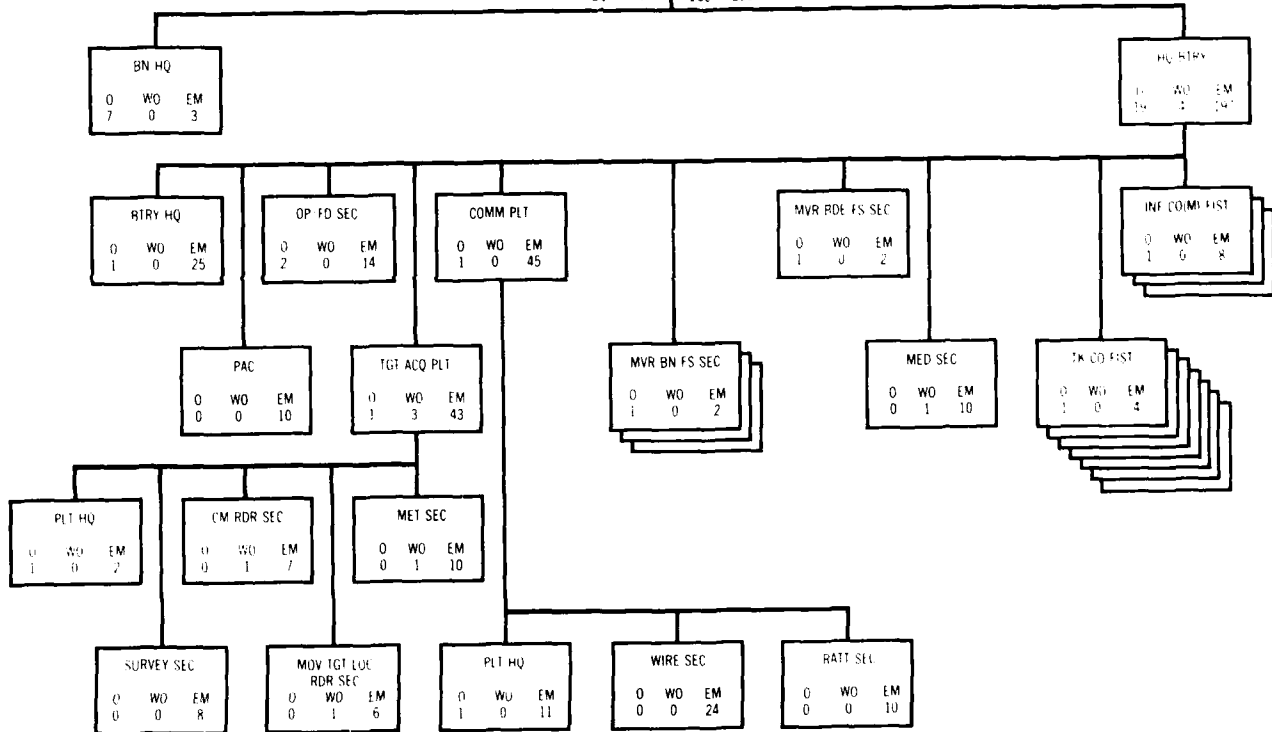 BN HQ
O WO EM
7 0 3
HQ BTRY
WO EM
4
BTRY HQ
O WO EM
1 0 25
OP FD SEC
O WO EM
2 0 14
COMM PLT
O WO EM
1 0 45
MVR BDE FS SEC
O WO EM
1 0 2
INF CO(M) FIST
O WO EM
1 0 8
PAC
O WO EM
0 0 10
TGT ACQ PLT
O WO EM
1 3 43
MVR BN FS SEC
O WO EM
1 0 2
MED SEC
O WO EM
0 1 10
TK CO FIST
O WO EM
1 0 4
PLT HQ
O WO EM
1 0 2
CM RDR SEC
O WO EM
0 1 7
MET SEC
O WO EM
0 1 10
SURVEY SEC
O WO EM
0 0 8
MOV TGT LOC
RDR SEC
O WO EM
0 1 6
PLT HQ
O WO EM
1 0 11
WIRE SEC
O WO EM
0 0 24
RATT SEC
O WO EM
0 0 10